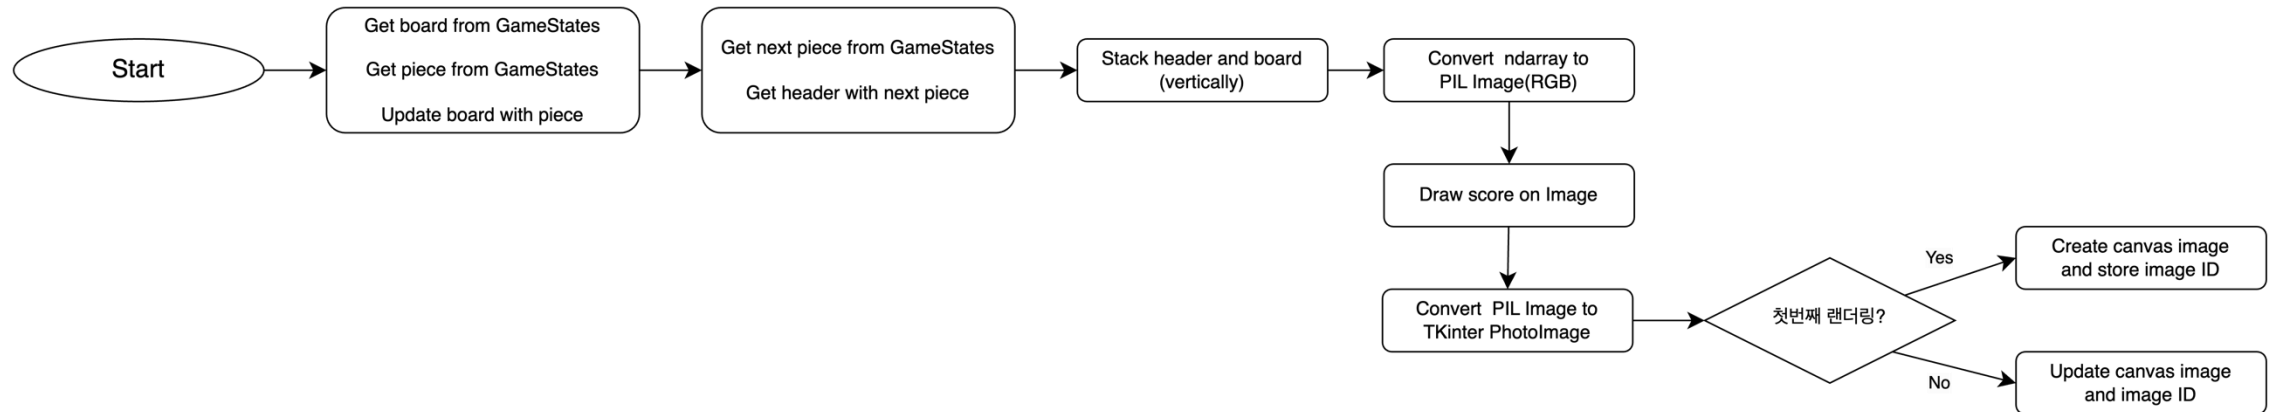 Start
Get board from GameStates
Get piece from GameStates
Update board with piece
Get next piece from GameStates
Get header with next piece
Stack header and board
(vertically)
Convert ndarray to
PIL Image(RGB)
Draw score on Image
Convert PIL Image to
TKinter PhotoImage
첫번째 랜더링?
Yes
Create canvas image
and store image ID
No
Update canvas image
and image ID